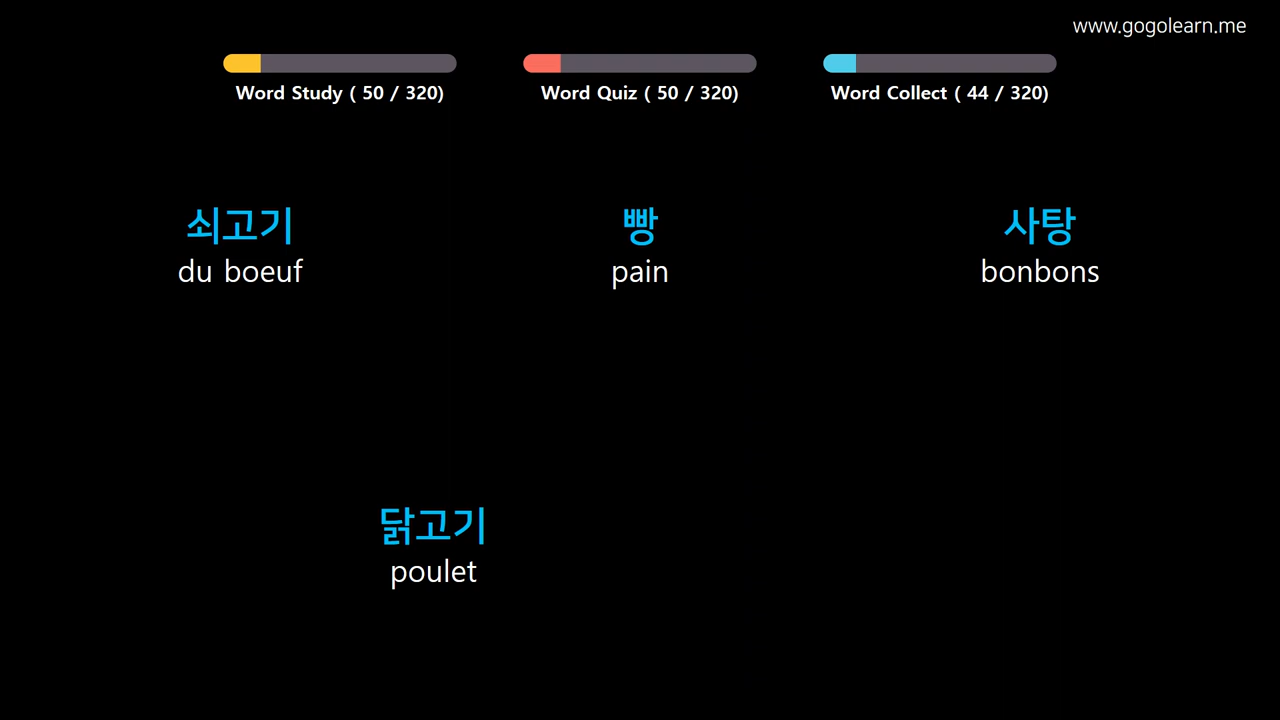 www.gogolearn.me
Word Study ( 50 / 320)
Word Quiz ( 50 / 320)
Word Collect ( 44 / 320)
쇠고기
du boeuf
빵
pain
사탕
bonbons
닭고기
poulet